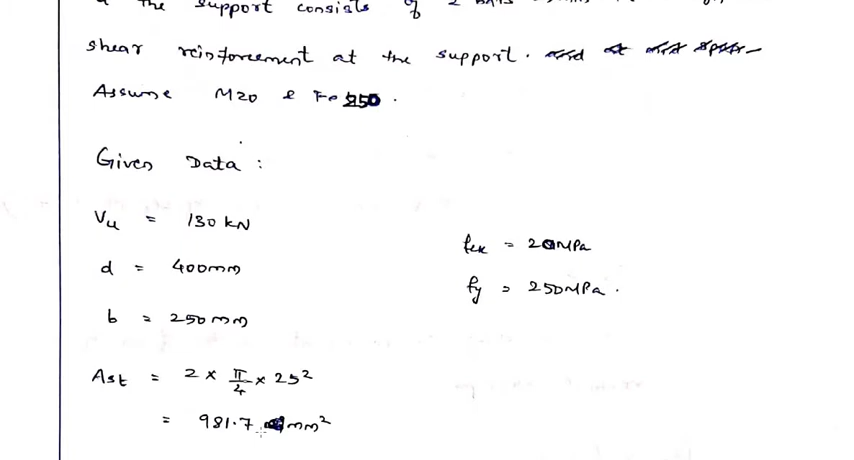 the support consists of 2
shear reinforcement at the support.
Assume M20 & Fe 250.
Given Data :
Vu = 130 kN
fck = 20MPa
d = 400mm
fy = 250MPa.
b = 250mm
Ast = 2 × π/4 × 25²
= 981.7 mm²